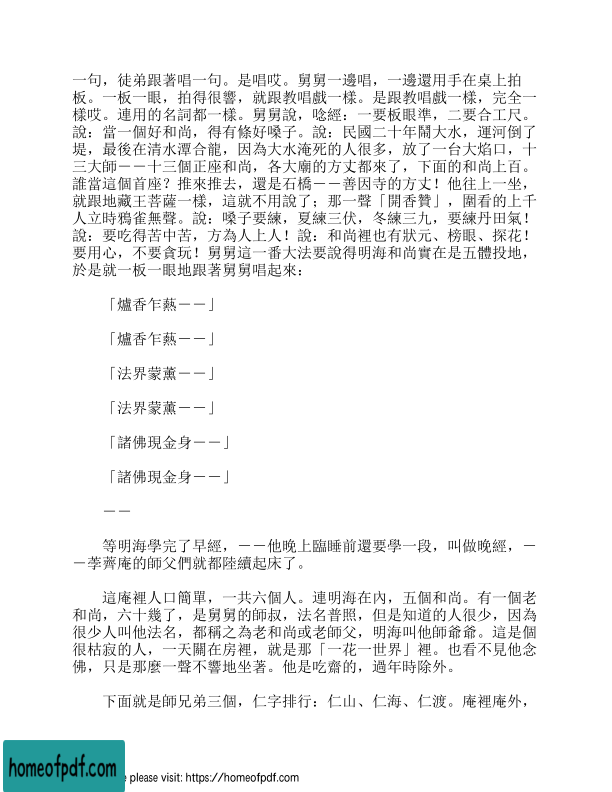 一句，徒弟跟著唱一句。是唱哎。舅舅一邊唱，一邊還用手在桌上拍
板。一板一眼，拍得很響，就跟教唱戲一樣。是跟教唱戲一樣，完全一
樣哎。連用的名詞都一樣。舅舅說，唸經：一要板眼準，二要合工尺。
說：當一個好和尚，得有條好嗓子。說：民國二十年鬧大水，運河倒了
堤，最後在清水潭合龍，因為大水淹死的人很多，放了一台大焰口，十
三大師－－十三個正座和尚，各大廟的方丈都來了，下面的和尚上百。
誰當這個首座？推來推去，還是石橋－－善因寺的方丈！他往上一坐，
就跟地藏王菩薩一樣，這就不用說了；那一聲「開香贊」，圍看的上千
人立時鴉雀無聲。說：嗓子要練，夏練三伏，冬練三九，要練丹田氣！
說：要吃得苦中苦，方為人上人！說：和尚裡也有狀元、榜眼、探花！
要用心，不要貪玩！舅舅這一番大法要說得明海和尚實在是五體投地，
於是就一板一眼地跟著舅舅唱起來：
「爐香乍爇－－」
「爐香乍爇－－」
「法界蒙薰－－」
「法界蒙薰－－」
「諸佛現金身－－」
「諸佛現金身－－」
－－
等明海學完了早經，－－他晚上臨睡前還要學一段，叫做晚經，－
－荸薺庵的師父們就都陸續起床了。
這庵裡人口簡單，一共六個人。連明海在內，五個和尚。有一個老
和尚，六十幾了，是舅舅的師叔，法名普照，但是知道的人很少，因為
很少人叫他法名，都稱之為老和尚或老師父，明海叫他師爺爺。這是個
很枯寂的人，一天關在房裡，就是那「一花一世界」裡。也看不見他念
佛，只是那麼一聲不響地坐著。他是吃齋的，過年時除外。
下面就是師兄弟三個，仁字排行：仁山、仁海、仁渡。庵裡庵外，
homeofpdf.com
e please visit: https://homeofpdf.com